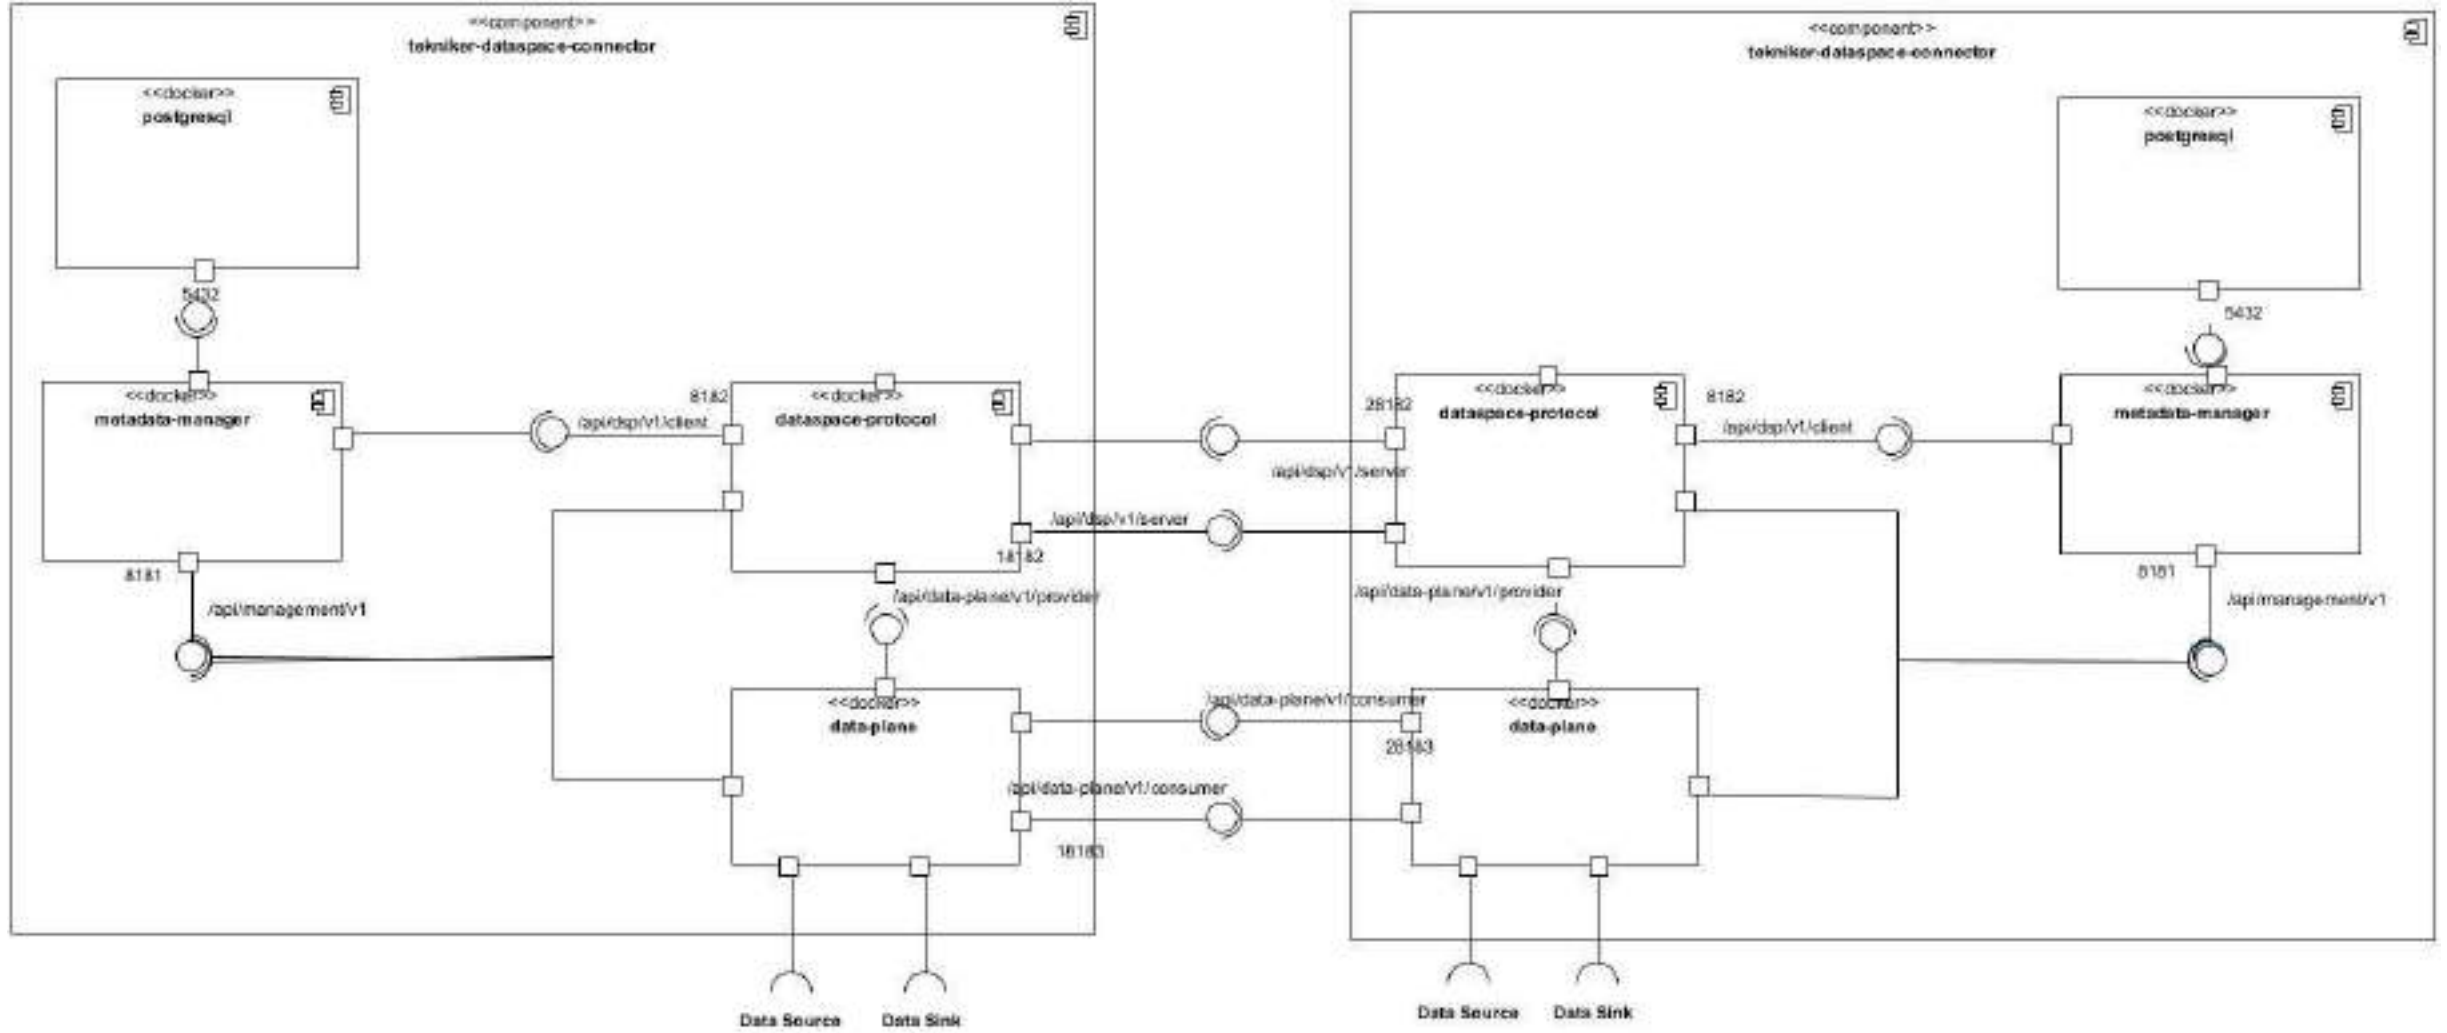 <<component>>
tekniker-dataspace-connector
<<docker>>
postgresql
5432
<<docker>>
metadata-manager
8181
/api/management/v1
8182
/api/dsp/v1/client
<<docker>>
dataspace-protocol
/api/dsp/v1/server
18182
/api/data-plane/v1/provider
<<docker>>
data-plane
/api/data-plane/v1/consumer
18183
Data Source
Data Sink
<<component>>
tekniker-dataspace-connector
<<docker>>
postgresql
5432
28182
/api/dsp/v1/server
<<docker>>
dataspace-protocol
8182
/api/dsp/v1/client
<<docker>>
metadata-manager
8181
/api/management/v1
/api/data-plane/v1/provider
/api/data-plane/v1/consumer
28183
<<docker>>
data-plane
Data Source
Data Sink